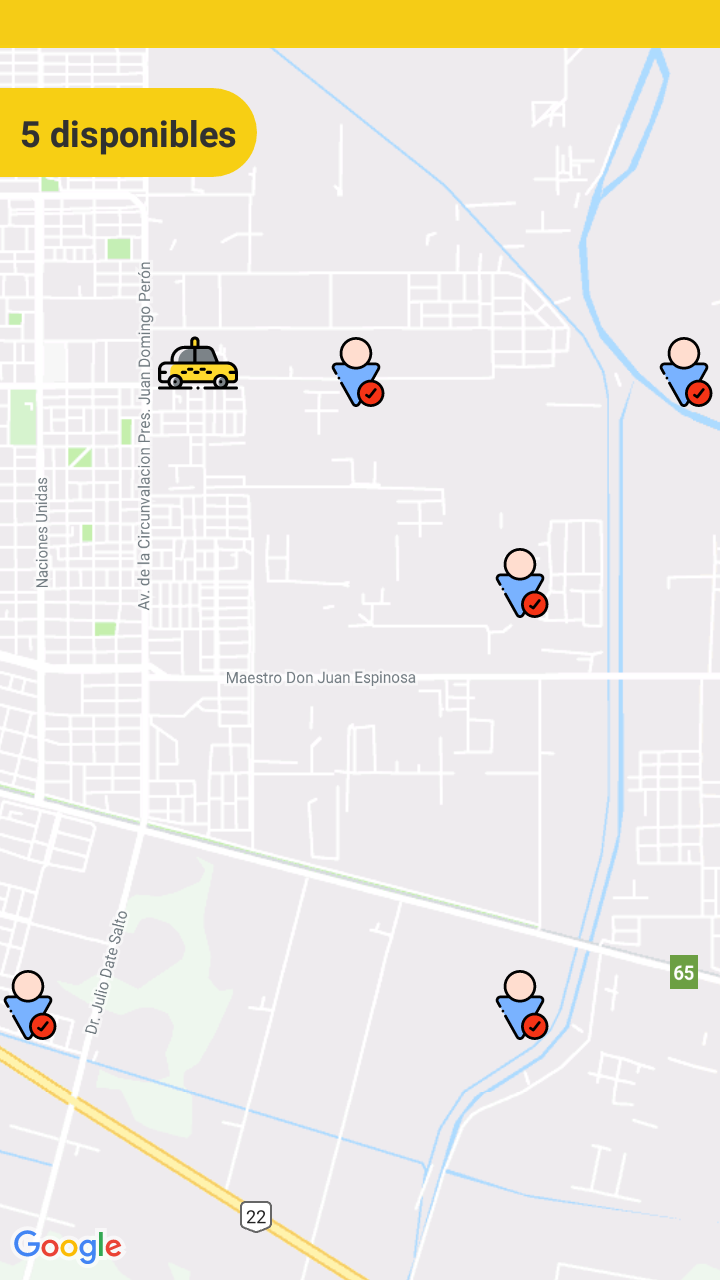 5 disponibles
Av. de la Circunvalacion Pres. Juan Domingo Perón
Naciones Unidas
Maestro Don Juan Espinosa
Dr. Julio Date Salto
65
22
Google